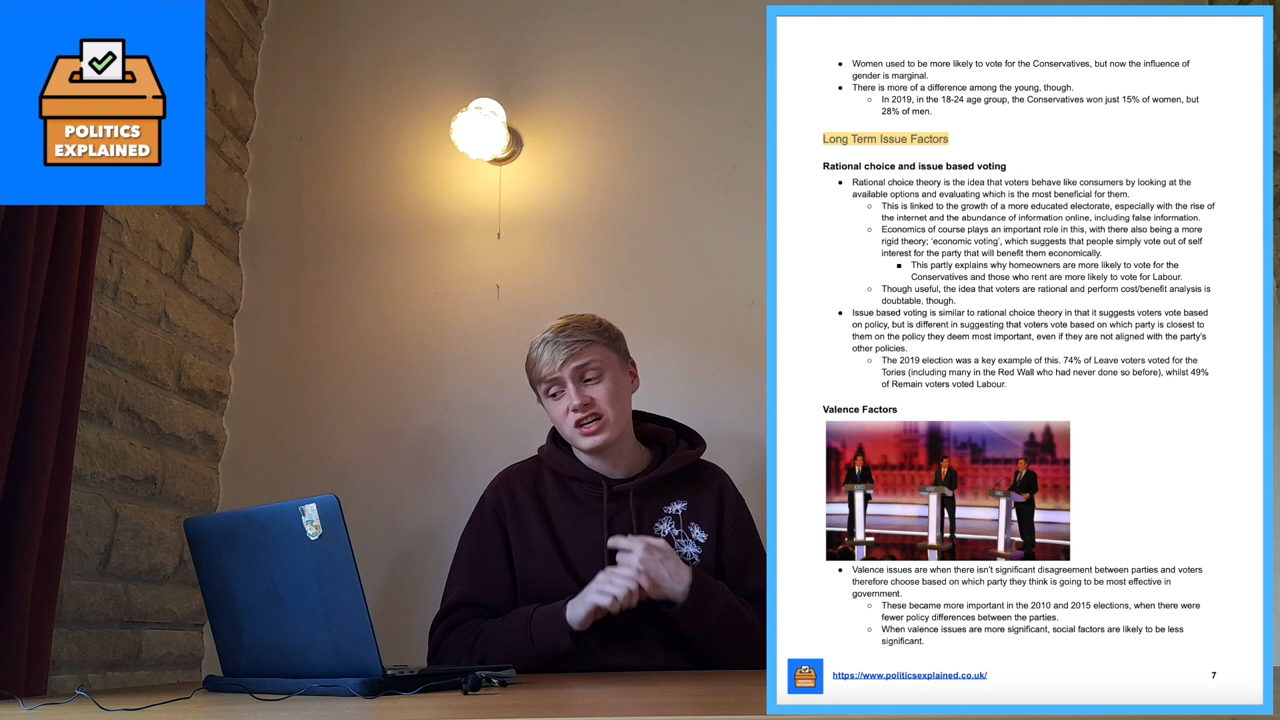 POLITICS
EXPLAINED
● Women used to be more likely to vote for the Conservatives, but now the influence of
gender is marginal.
● There is more of a difference among the young, though.
○ In 2019, in the 18-24 age group, the Conservatives won just 15% of women, but
28% of men.
Long Term Issue Factors
Rational choice and issue based voting
● Rational choice theory is the idea that voters behave like consumers by looking at the
available options and evaluating which is the most beneficial for them.
○ This is linked to the growth of a more educated electorate, especially with the rise of
the internet and the abundance of information online, including false information.
○ Economics of course plays an important role in this, with there also being a more
rigid theory; ‘economic voting’, which suggests that people simply vote out of self
interest for the party that will benefit them economically.
■ This partly explains why homeowners are more likely to vote for the
Conservatives and those who rent are more likely to vote for Labour.
○ Though useful, the idea that voters are rational and perform cost/benefit analysis is
doubtable, though.
● Issue based voting is similar to rational choice theory in that it suggests voters vote based
on policy, but is different in suggesting that voters vote based on which party is closest to
them on the policy they deem most important, even if they are not aligned with the party’s
other policies.
○ The 2019 election was a key example of this. 74% of Leave voters voted for the
Tories (including many in the Red Wall who had never done so before), whilst 49%
of Remain voters voted Labour.
Valence Factors
● Valence issues are when there isn’t significant disagreement between parties and voters
therefore choose based on which party they think is going to be most effective in
government.
○ These became more important in the 2010 and 2015 elections, when there were
fewer policy differences between the parties.
○ When valence issues are more significant, social factors are likely to be less
significant.
POLITICS
EXPLAINED
https://www.politicsexplained.co.uk/
7